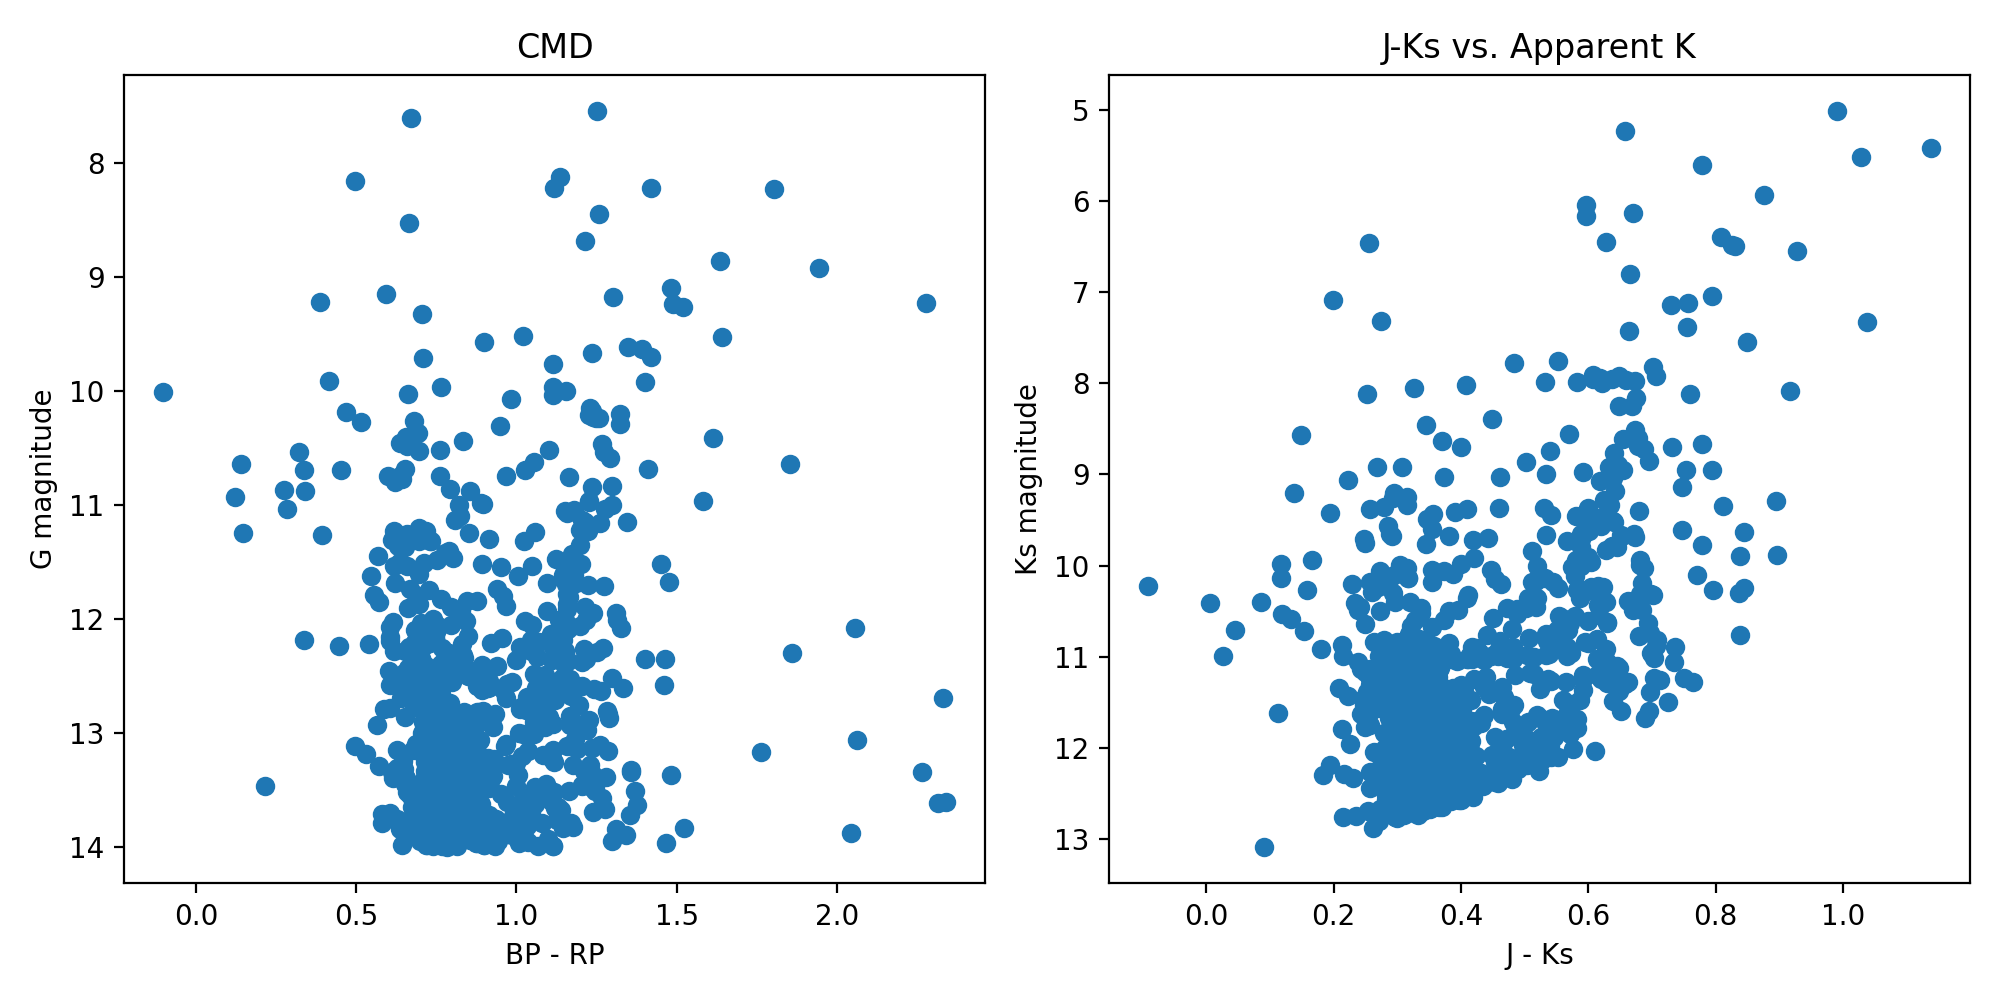 CMD
G magnitude
8
9
10
11
12
13
14
0.0 0.5 1.0 1.5 2.0
BP - RP
J-Ks vs. Apparent K
Ks magnitude
5
6
7
8
9
10
11
12
13
0.0 0.2 0.4 0.6 0.8 1.0
J - Ks